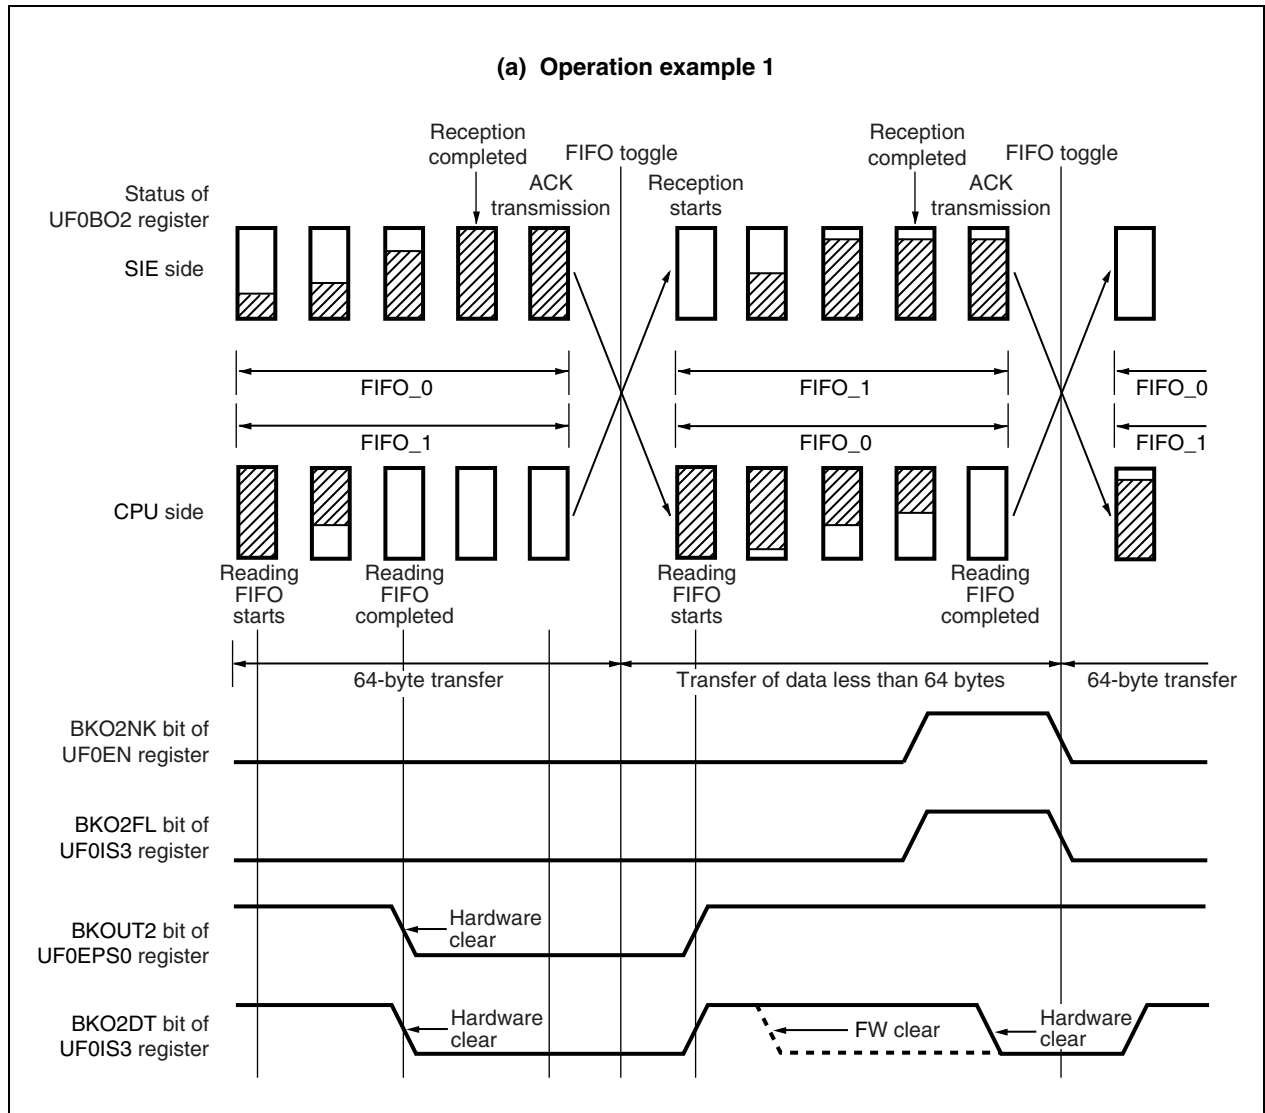 (a) Operation example 1
Reception
completed
FIFO toggle
Reception
completed
FIFO toggle
Status of
UF0BO2 register
ACK
transmission
Reception
starts
ACK
transmission
SIE side
FIFO_0
FIFO_1
FIFO_0
FIFO_1
FIFO_0
FIFO_1
CPU side
Reading
FIFO
starts
Reading
FIFO
completed
Reading
FIFO
starts
Reading
FIFO
completed
64-byte transfer
Transfer of data less than 64 bytes
64-byte transfer
BKO2NK bit of
UF0EN register
BKO2FL bit of
UF0IS3 register
BKOUT2 bit of
UF0EPS0 register
Hardware
clear
BKO2DT bit of
UF0IS3 register
Hardware
clear
FW clear
Hardware
clear